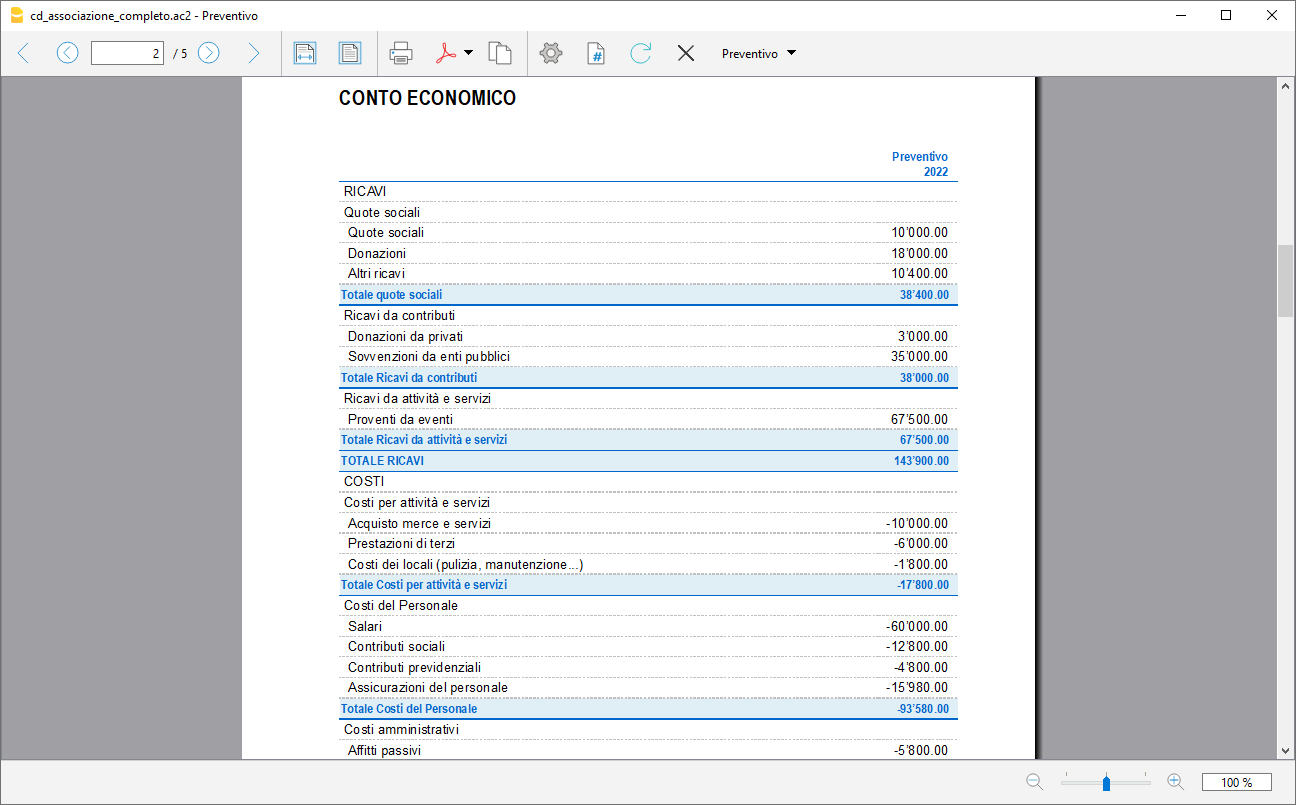 cd_associazione_completo.ac2 - Preventivo
2 / 5
# Preventivo
CONTO ECONOMICO
Preventivo
2022
RICAVI
Quote sociali
Quote sociali 10'000.00
Donazioni 18'000.00
Altri ricavi 10'400.00
Totale quote sociali 38'400.00
Ricavi da contributi
Donazioni da privati 3'000.00
Sovvenzioni da enti pubblici 35'000.00
Totale Ricavi da contributi 38'000.00
Ricavi da attività e servizi
Proventi da eventi 67'500.00
Totale Ricavi da attività e servizi 67'500.00
TOTALE RICAVI 143'900.00
COSTI
Costi per attività e servizi
Acquisto merce e servizi -10'000.00
Prestazioni di terzi -6'000.00
Costi dei locali (pulizia, manutenzione...) -1'800.00
Totale Costi per attività e servizi -17'800.00
Costi del Personale
Salari -60'000.00
Contributi sociali -12'800.00
Contributi previdenziali -4'800.00
Assicurazioni del personale -15'980.00
Totale Costi del Personale -93'580.00
Costi amministrativi
Affitti passivi -5'800.00
100 %